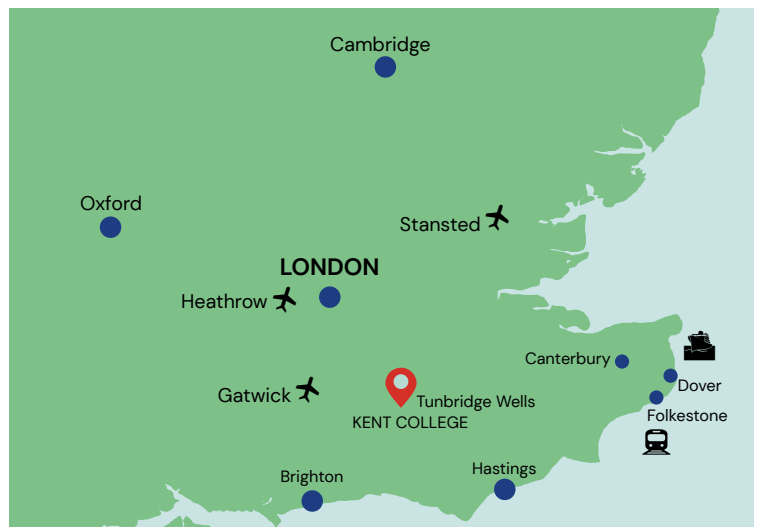 Cambridge
Oxford
Stansted
LONDON
Heathrow
Canterbury
Dover
Gatwick
Tunbridge Wells
KENT COLLEGE
Folkestone
Hastings
Brighton